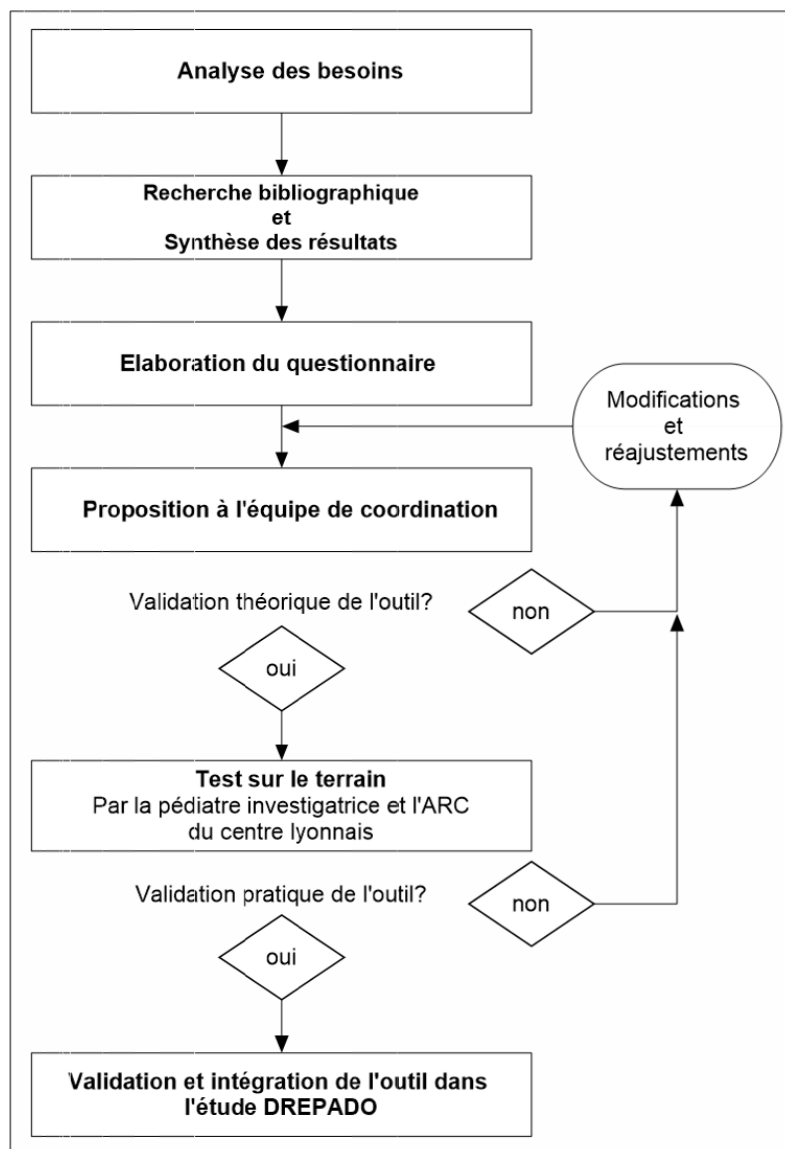 Analyse des besoins
Recherche bibliographique
et
Synthèse des résultats
Elaboration du questionnaire
Modifications
et
réajustements
Proposition à l'équipe de coordination
Validation théorique de l'outil?
non
oui
Test sur le terrain
Par la pédiatre investigatrice et l'ARC
du centre lyonnais
Validation pratique de l'outil?
non
oui
Validation et intégration de l'outil dans
l'étude DREPADO